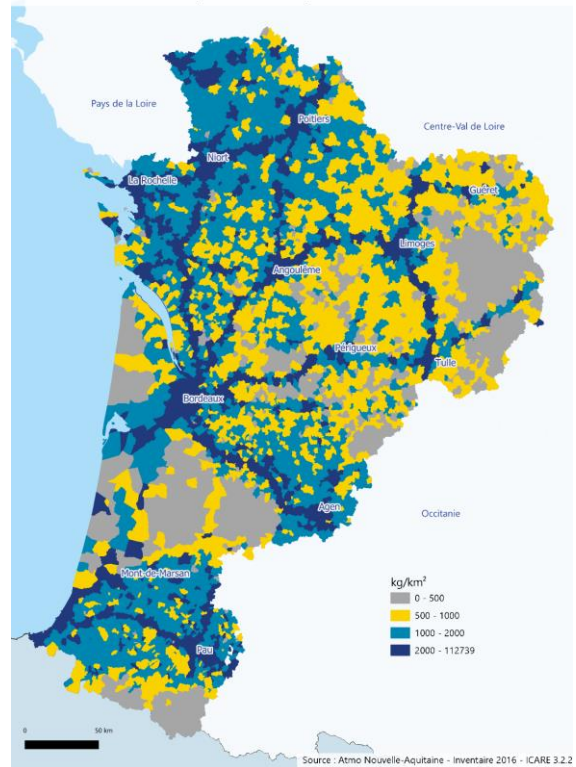 Pays de la Loire
Poitiers
Centre-Val de Loire
Niort
La Rochelle
Guéret
Limoges
Angoulême
Périgueux
Tulle
Bordeaux
Agen
Occitanie
Mont-de-Marsan
Pau
kg/km²
0 - 500
500 - 1000
1000 - 2000
2000 - 112739
0 50 km
Source : Atmo Nouvelle-Aquitaine - Inventaire 2016 - ICARE 3.2.2